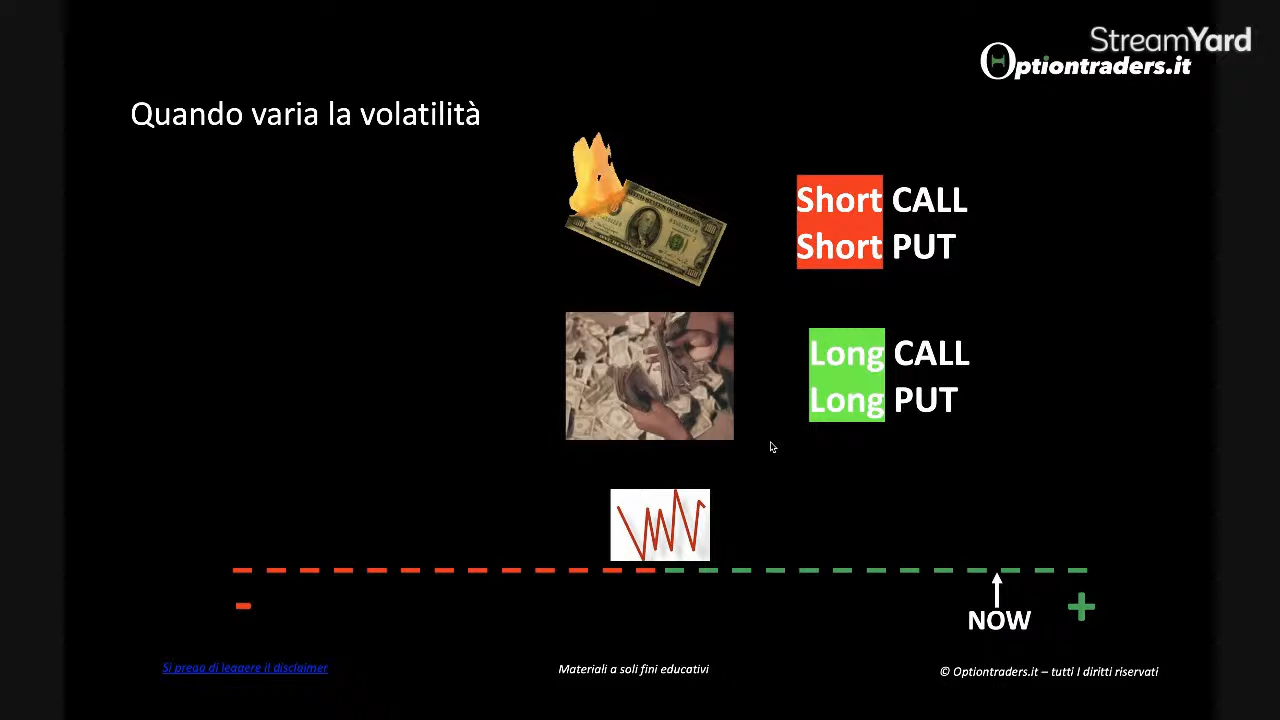 StreamYard
Optiontraders.it
Quando varia la volatilità
Short CALL
Short PUT
Long CALL
Long PUT
-
+
NOW
Si prega di leggere il disclaimer
Materiali a soli fini educativi
© Optiontraders.it – tutti I diritti riservati